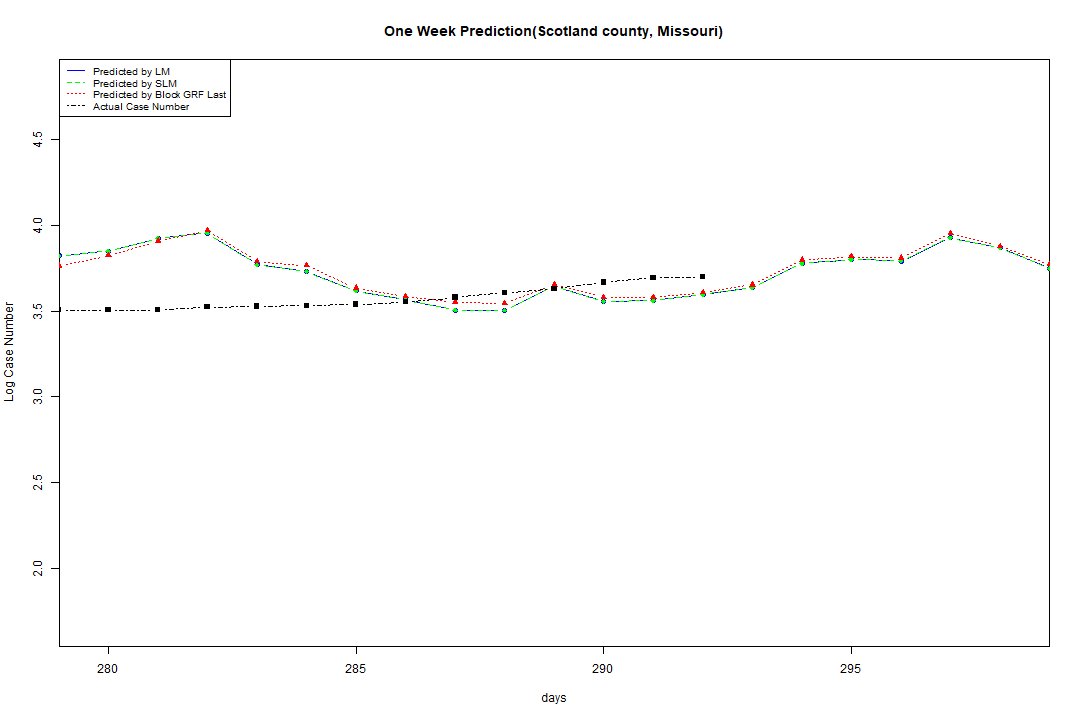 One Week Prediction(Scotland county, Missouri)
Predicted by LM
Predicted by SLM
Predicted by Block GRF Last
Actual Case Number
4.5
4.0
3.5
3.0
2.5
2.0
Log Case Number
280 285 290 295
days